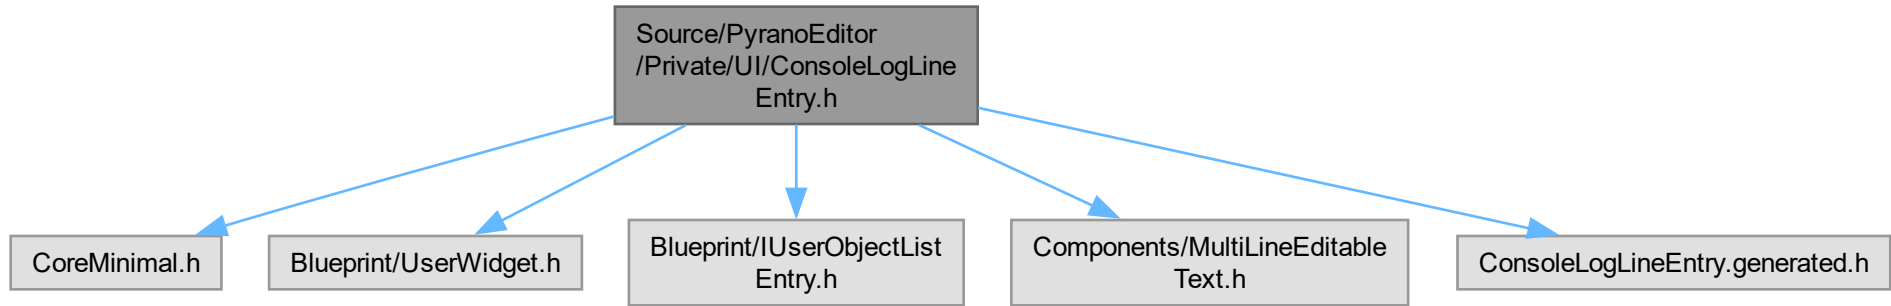 Source/PyranoEditor
/Private/UI/ConsoleLogLine
Entry.h
CoreMinimal.h
Blueprint/UserWidget.h
Blueprint/IUserObjectList
Entry.h
Components/MultiLineEditable
Text.h
ConsoleLogLineEntry.generated.h